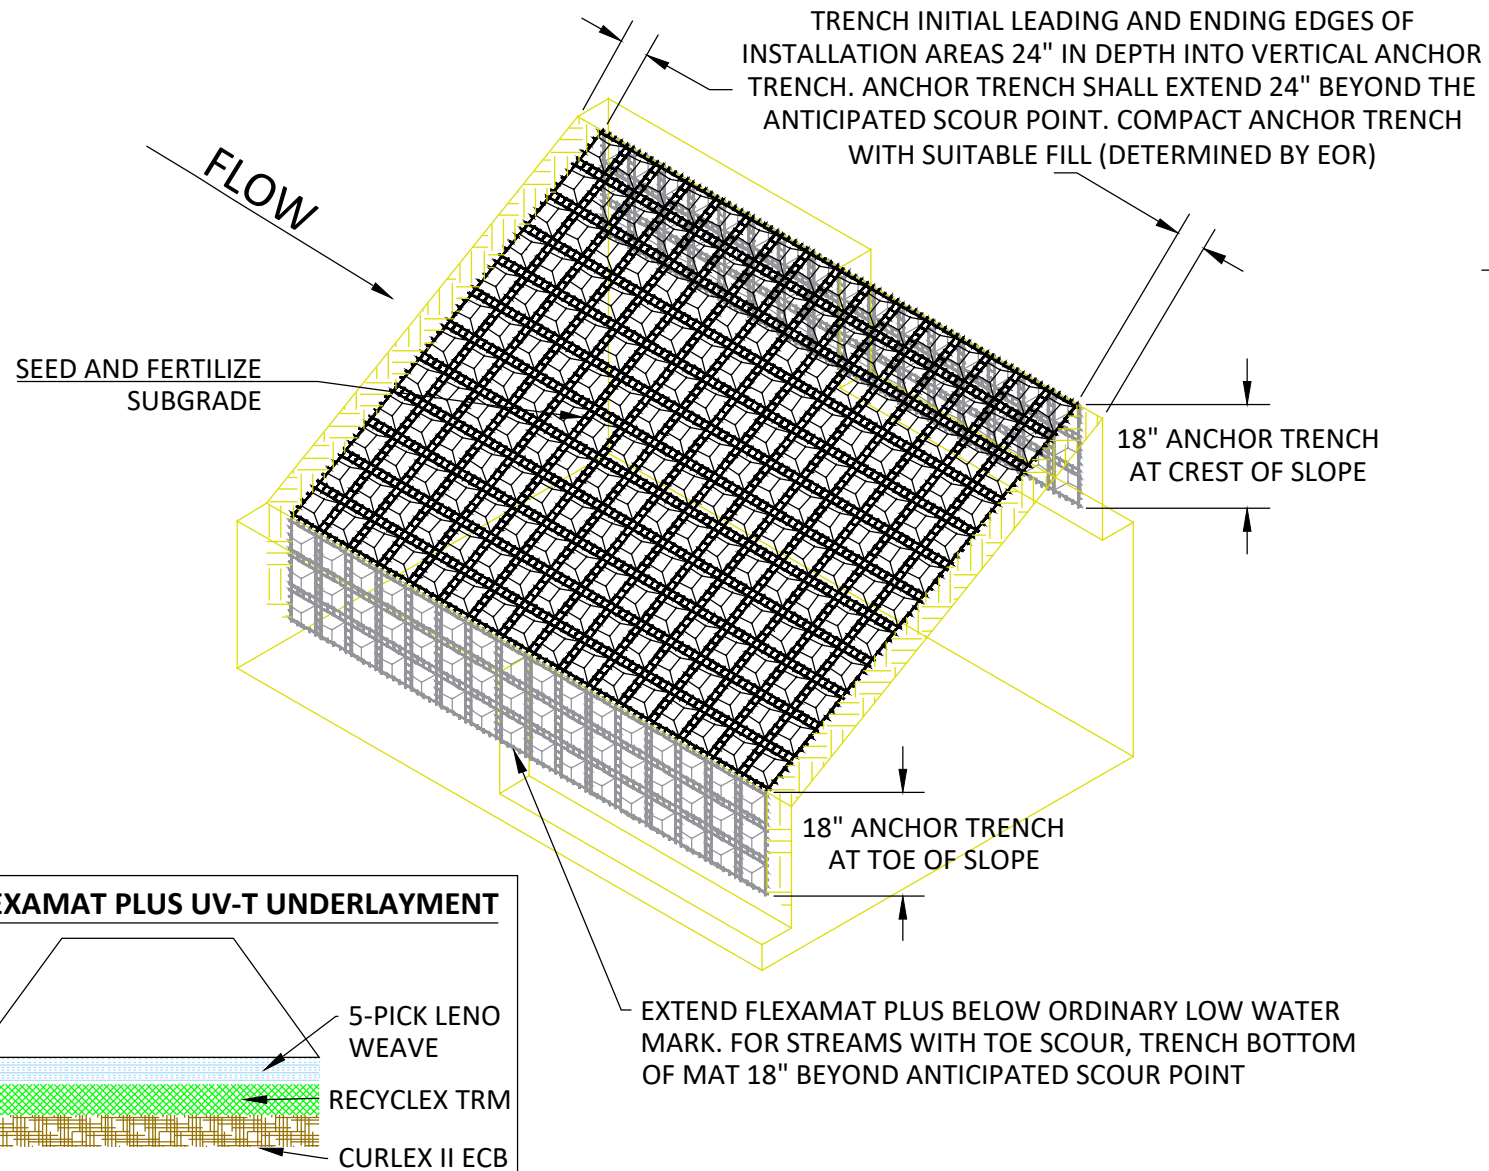 TRENCH INITIAL LEADING AND ENDING EDGES OF
INSTALLATION AREAS 24" IN DEPTH INTO VERTICAL ANCHOR
TRENCH. ANCHOR TRENCH SHALL EXTEND 24" BEYOND THE
ANTICIPATED SCOUR POINT. COMPACT ANCHOR TRENCH
WITH SUITABLE FILL (DETERMINED BY EOR)
FLOW
SEED AND FERTILIZE
SUBGRADE
18" ANCHOR TRENCH
AT CREST OF SLOPE
18" ANCHOR TRENCH
AT TOE OF SLOPE
EXTEND FLEXAMAT PLUS BELOW ORDINARY LOW WATER
MARK. FOR STREAMS WITH TOE SCOUR, TRENCH BOTTOM
OF MAT 18" BEYOND ANTICIPATED SCOUR POINT
EXAMAT PLUS UV-T UNDERLAYMENT
5-PICK LENO
WEAVE
RECYCLEX TRM
CURLEX II ECB